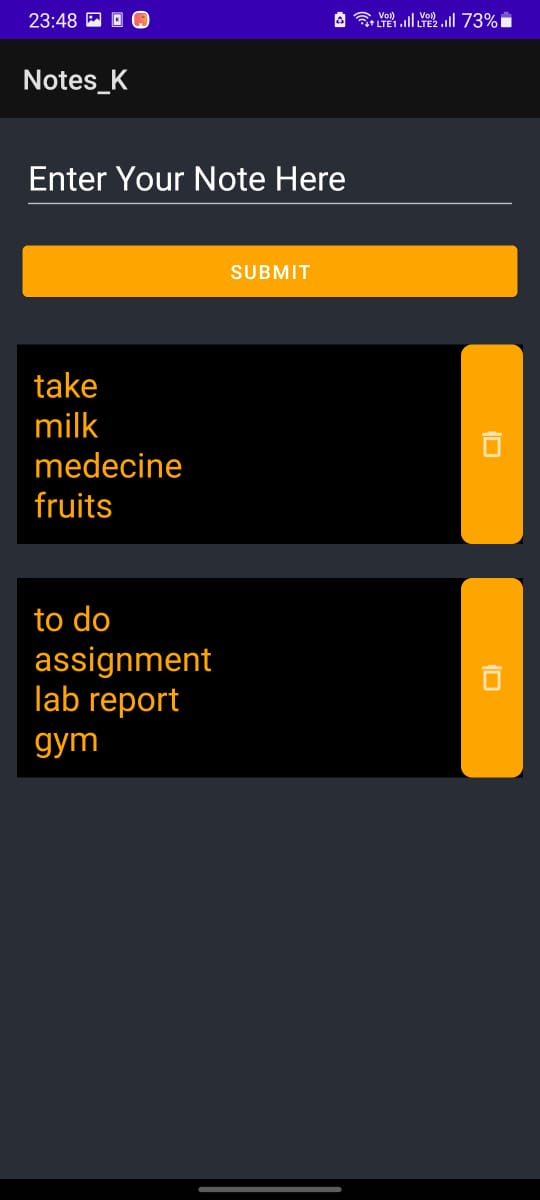 23:48
Vo)) LTE1 Vo)) LTE2 73%
Notes_K
Enter Your Note Here
SUBMIT
take
milk
medecine
fruits
to do
assignment
lab report
gym